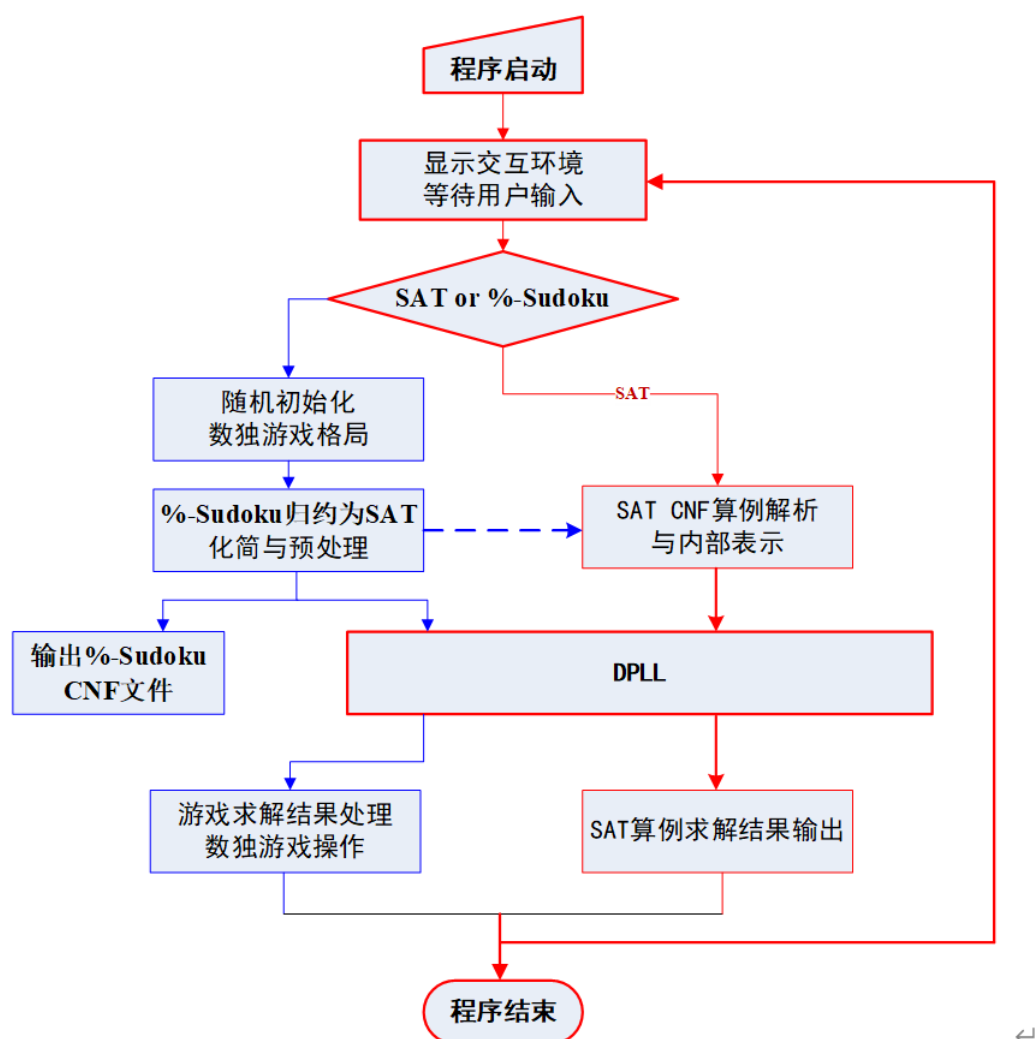 程序启动
显示交互环境
等待用户输入
SAT or %-Sudoku
随机初始化
数独游戏格局
SAT
%-Sudoku归约为SAT
化简与预处理
SAT CNF算例解析
与内部表示
输出%-Sudoku
CNF文件
DPLL
游戏求解结果处理
数独游戏操作
SAT算例求解结果输出
程序结束